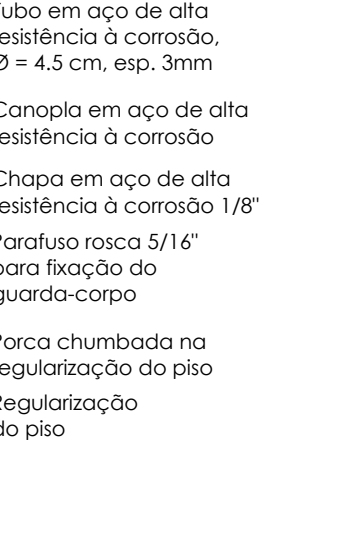 Tubo em aço de alta
resistência à corrosão,
Ø = 4.5 cm, esp. 3mm
Canopla em aço de alta
resistência à corrosão
Chapa em aço de alta
resistência à corrosão 1/8"
Parafuso rosca 5/16"
para fixação do
guarda-corpo
Porca chumbada na
regularização do piso
Regularização
do piso